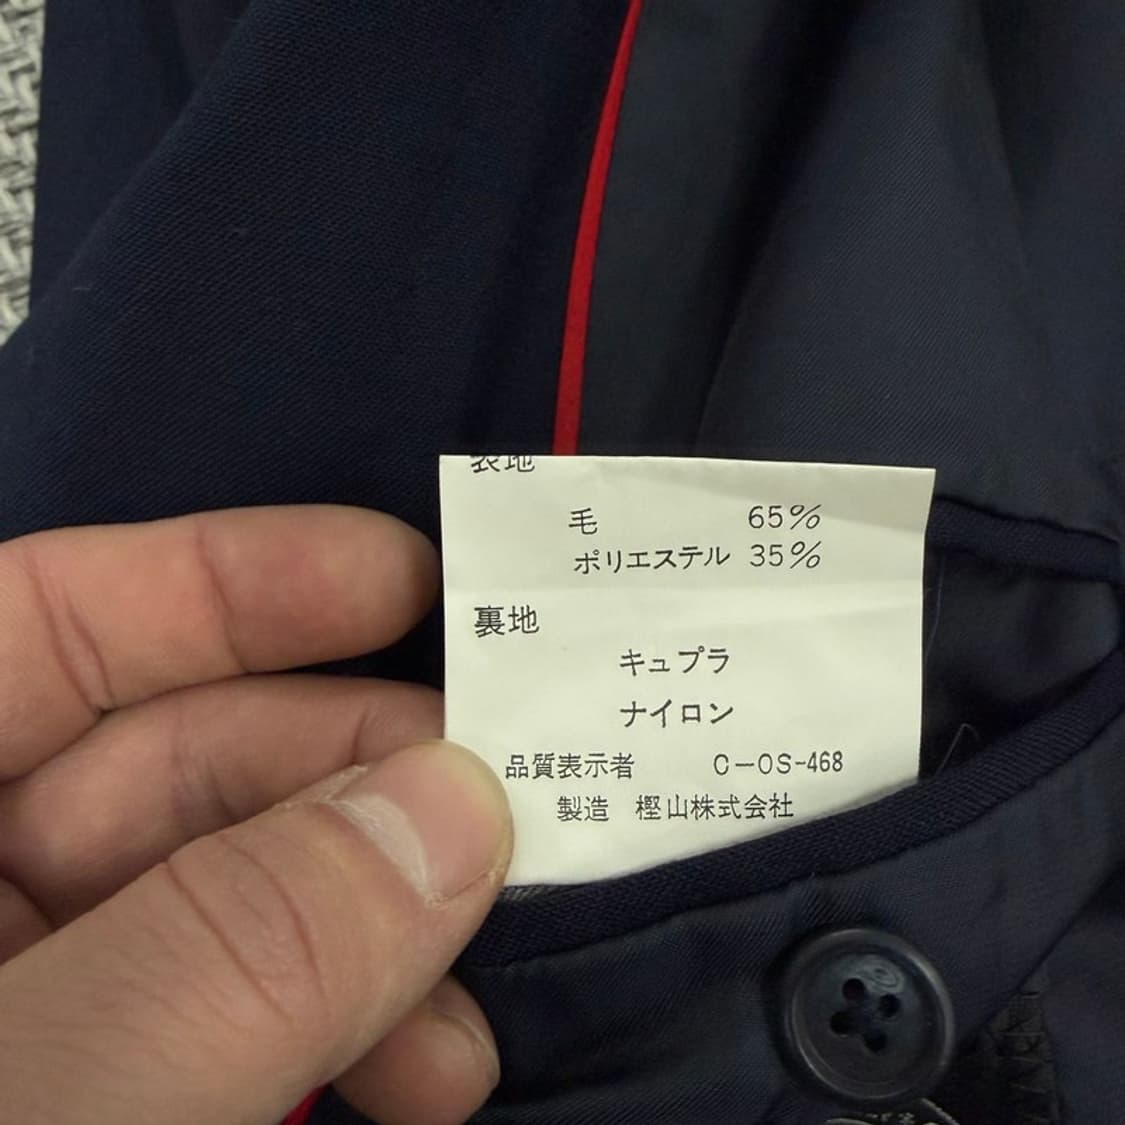 表地
毛 65%
ポリエステル 35%
裏地
キュプラ
ナイロン
品質表示者 C-OS-468
製造 樫山株式会社